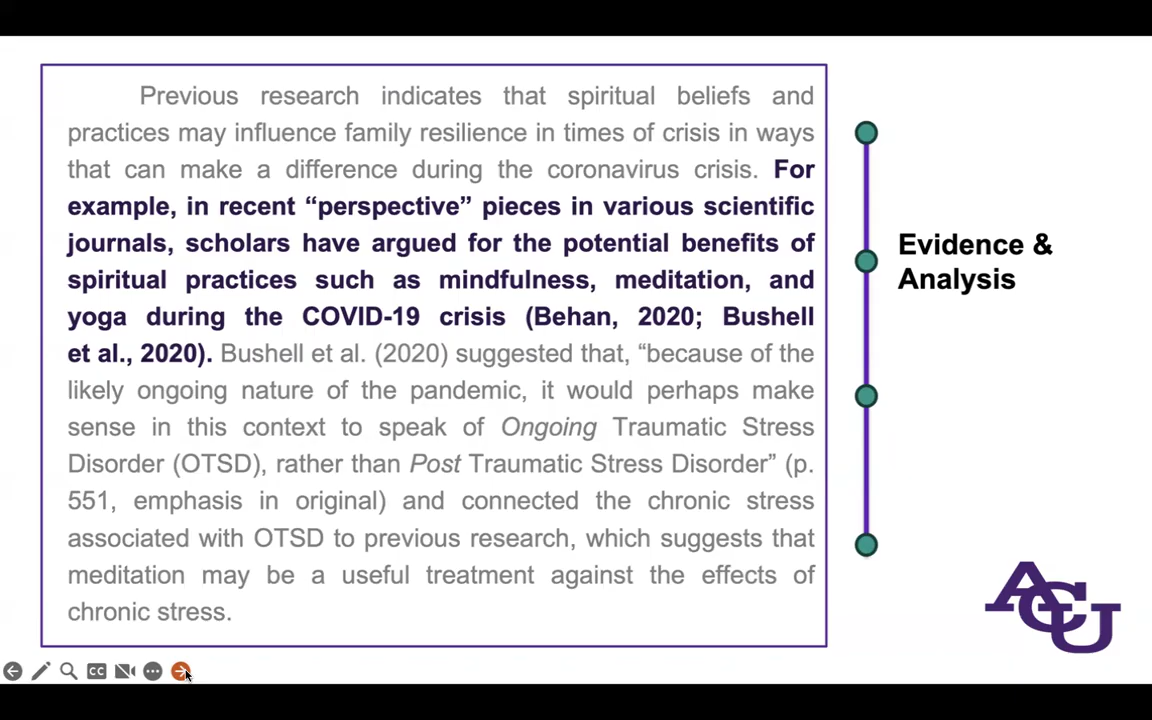 Previous research indicates that spiritual beliefs and
practices may influence family resilience in times of crisis in ways
that can make a difference during the coronavirus crisis. For
example, in recent “perspective” pieces in various scientific
journals, scholars have argued for the potential benefits of
spiritual practices such as mindfulness, meditation, and
yoga during the COVID-19 crisis (Behan, 2020; Bushell
et al., 2020). Bushell et al. (2020) suggested that, “because of the
likely ongoing nature of the pandemic, it would perhaps make
sense in this context to speak of Ongoing Traumatic Stress
Disorder (OTSD), rather than Post Traumatic Stress Disorder” (p.
551, emphasis in original) and connected the chronic stress
associated with OTSD to previous research, which suggests that
meditation may be a useful treatment against the effects of
chronic stress.
Evidence &
Analysis
ACU
CC